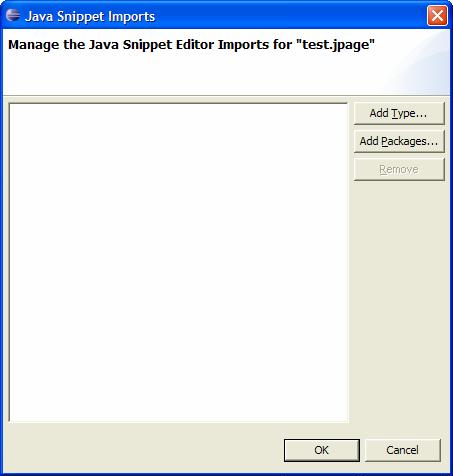 Java Snippet Imports
Manage the Java Snippet Editor Imports for "test.jpage"
Add Type...
Add Packages...
Remove
OK
Cancel